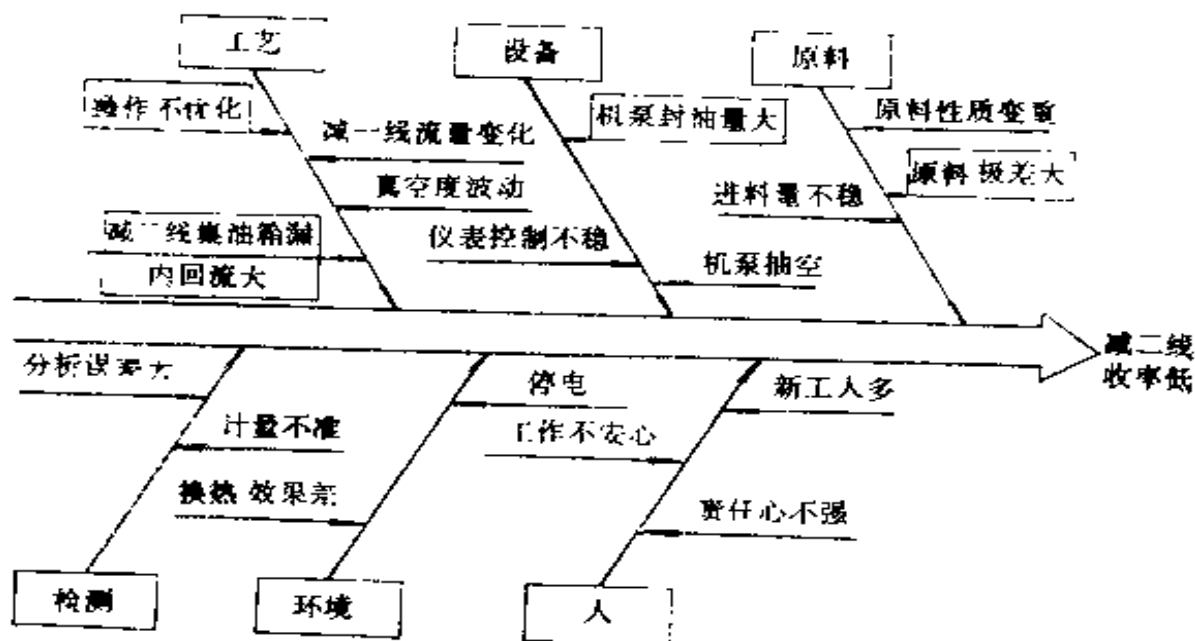 工艺
设备
原料
操作不优化
机泵封油量大
原料性质变重
减一线流量变化
原料级差大
真空度波动
进料量不稳
减二线集油箱漏
内回流大
仪表控制不稳
机泵抽空
减二线
收率低
分析误差大
停电
新工人多
计量不准
工作不安心
换热效果差
责任心不强
检测
环境
人